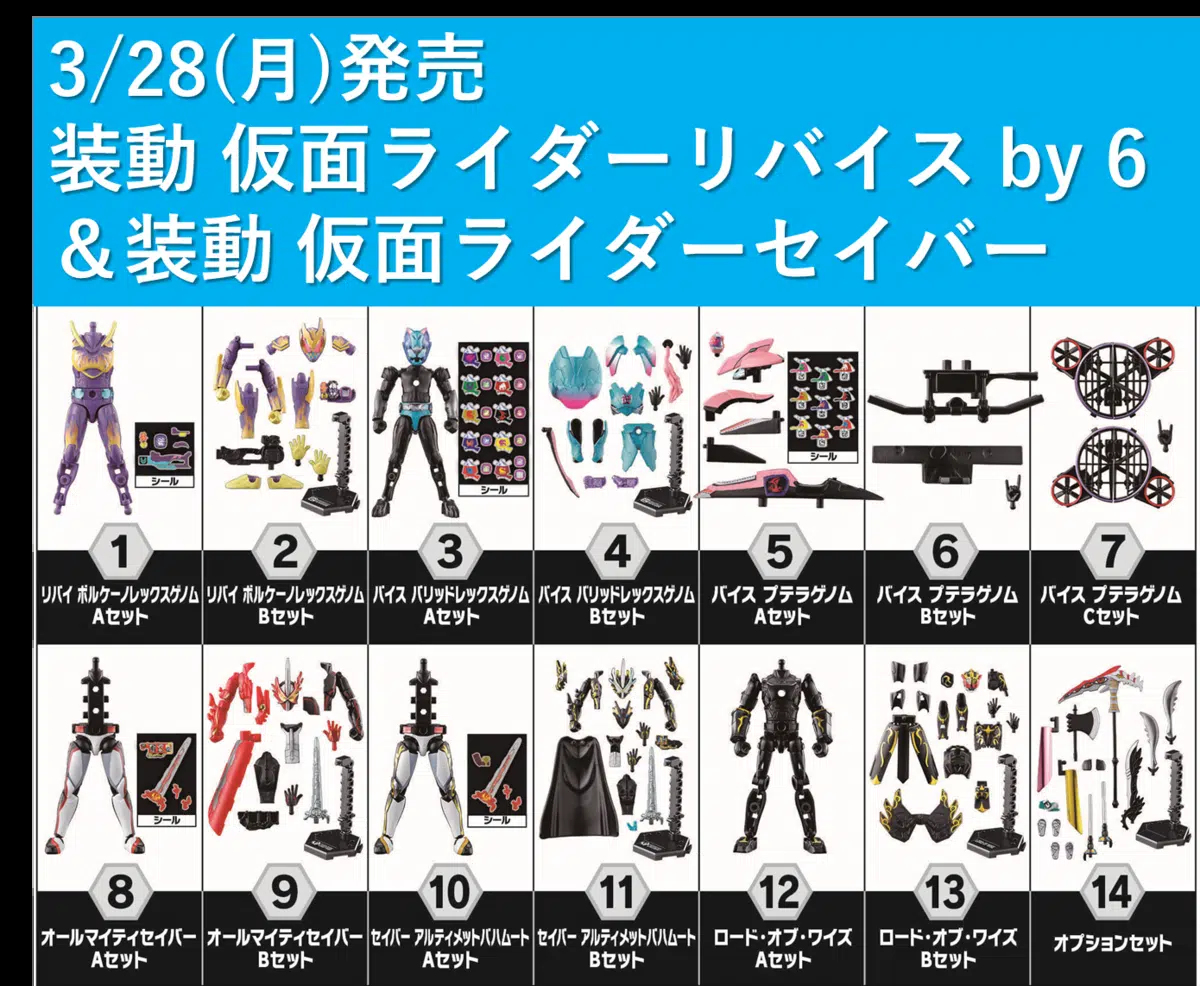 3/28(月)発売
装動 仮面ライダーリバイス by 6
&装動 仮面ライダーセイバー
シール
シール
シール
1
リバイ ボルケーノレックスゲノム
Aセット
2
リバイ ボルケーノレックスゲノム
Bセット
3
バイス バリッドレックスゲノム
Aセット
4
バイス バリッドレックスゲノム
Bセット
5
バイス プテラゲノム
Aセット
6
バイス プテラゲノム
Bセット
7
バイス プテラゲノム
Cセット
シール
シール
8
オールマイティセイバー
Aセット
9
オールマイティセイバー
Bセット
10
セイバー アルティメットバハムート
Aセット
11
セイバー アルティメットバハムート
Bセット
12
ロード・オブ・ワイズ
Aセット
13
ロード・オブ・ワイズ
Bセット
14
オプションセット